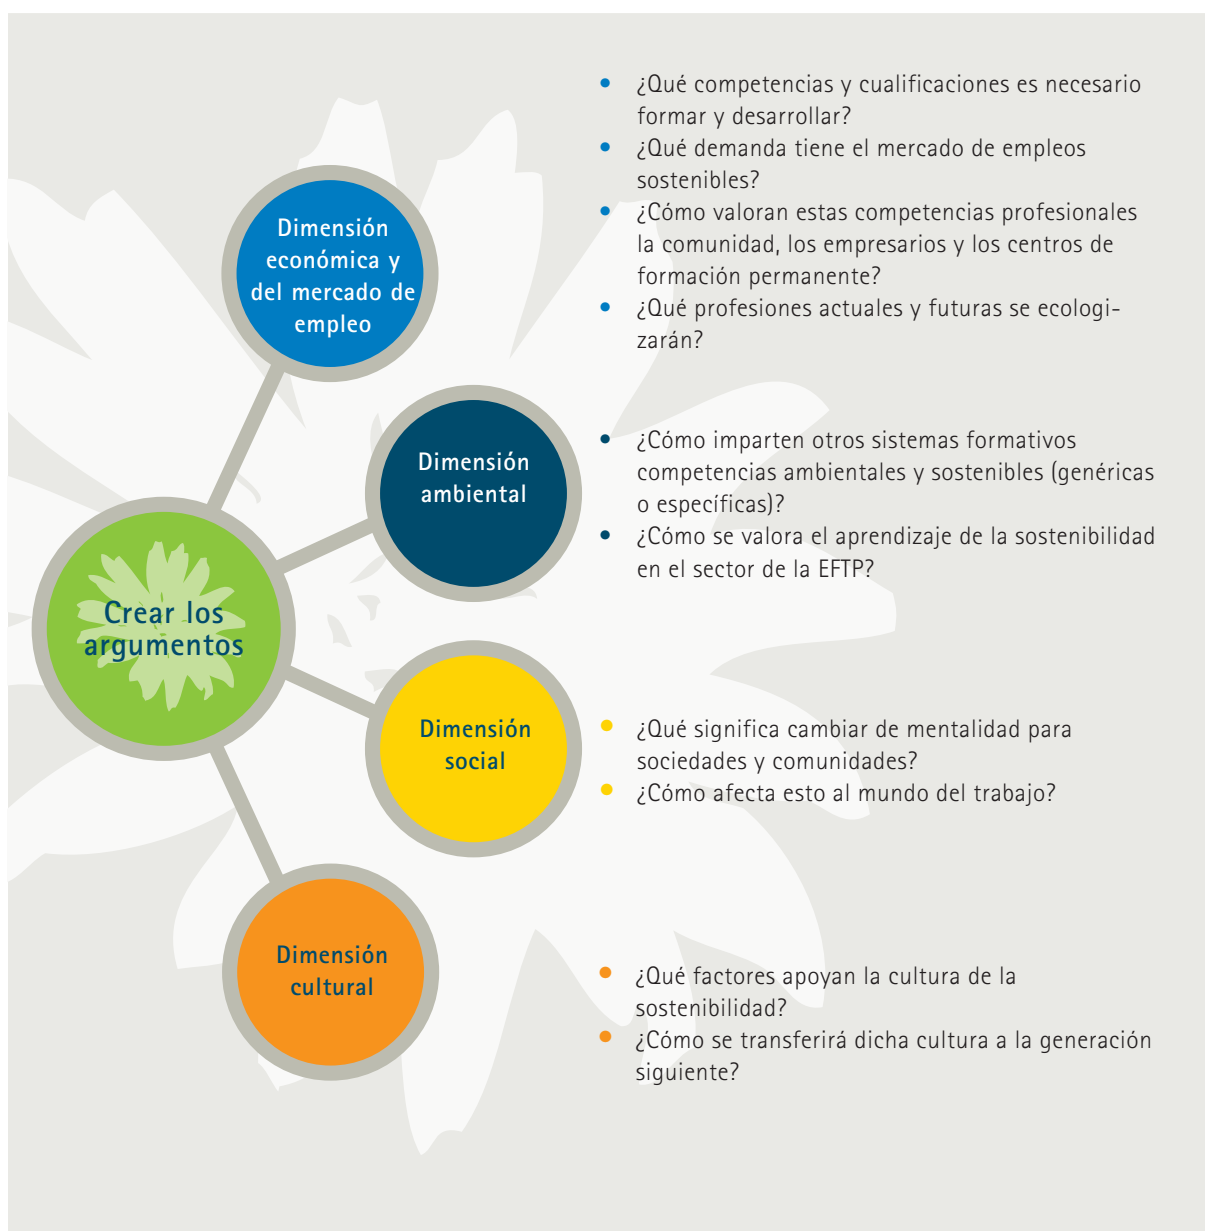 ¿Qué competencias y cualificaciones es necesario
formar y desarrollar?
¿Qué demanda tiene el mercado de empleos
sostenibles?
¿Cómo valoran estas competencias profesionales
la comunidad, los empresarios y los centros de
formación permanente?
¿Qué profesiones actuales y futuras se ecologi-
zarán?
Dimensión
económica y
del mercado de
empleo
¿Cómo imparten otros sistemas formativos
competencias ambientales y sostenibles (genéricas
o específicas)?
¿Cómo se valora el aprendizaje de la sostenibilidad
en el sector de la EFTP?
Dimensión
ambiental
Crear los
argumentos
Dimensión
social
¿Qué significa cambiar de mentalidad para
sociedades y comunidades?
¿Cómo afecta esto al mundo del trabajo?
Dimensión
cultural
¿Qué factores apoyan la cultura de la
sostenibilidad?
¿Cómo se transferirá dicha cultura a la generación
siguiente?